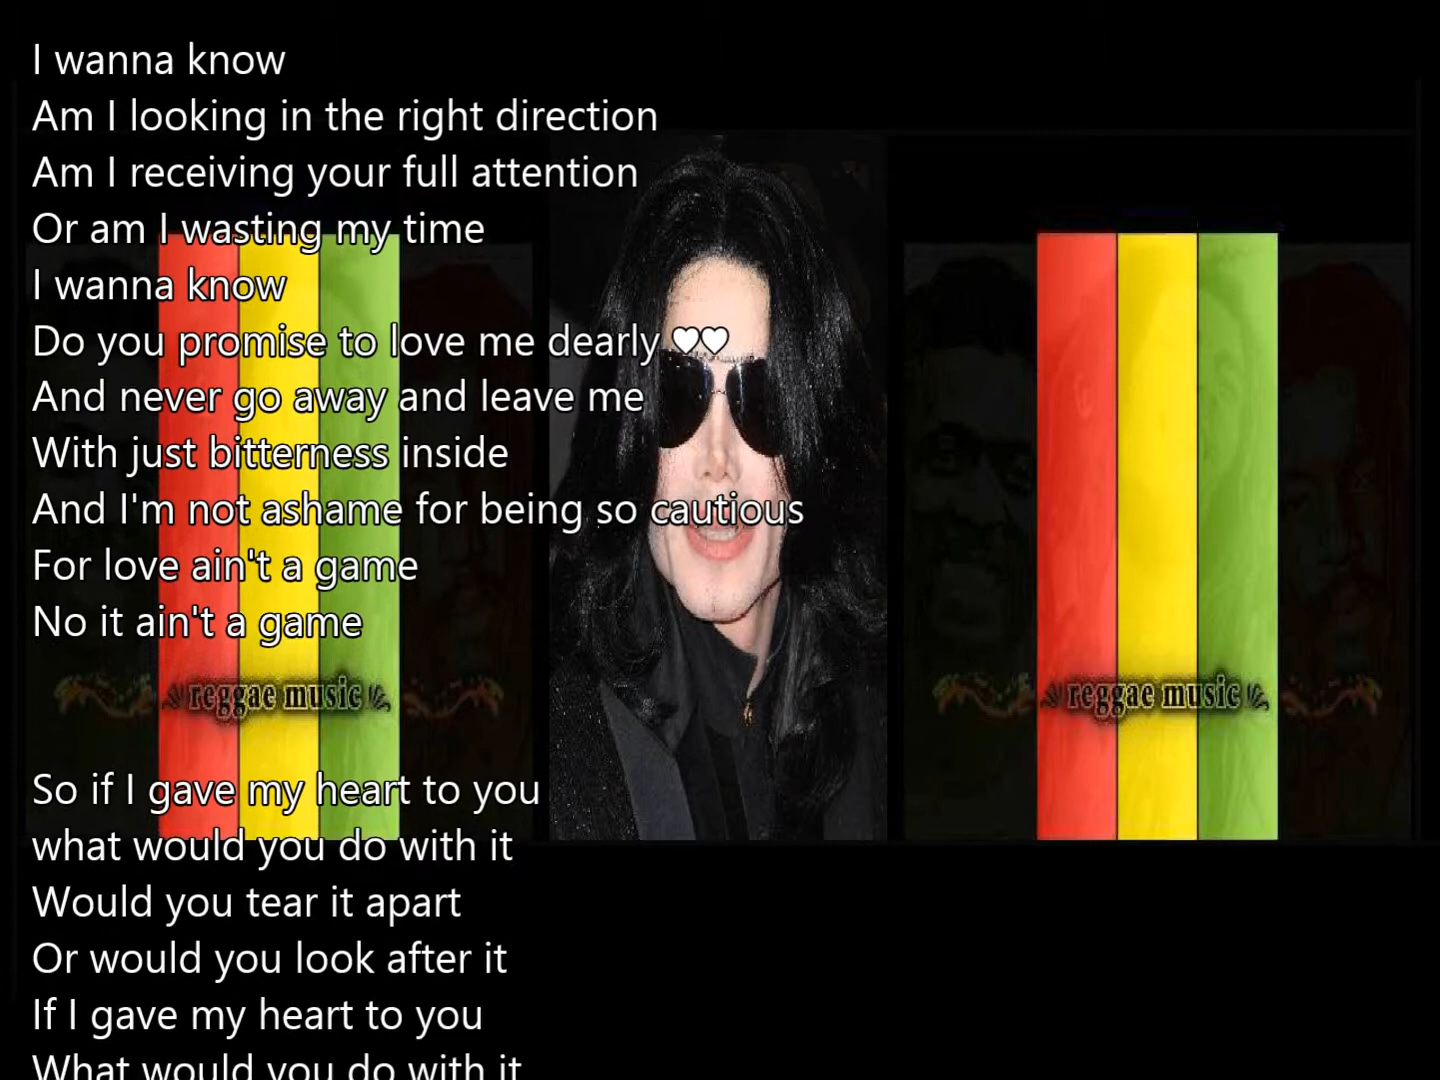 I wanna know
Am I looking in the right direction
Am I receiving your full attention
Or am I wasting my time
I wanna know
Do you promise to love me dearly ♥♥
And never go away and leave me
With just bitterness inside
And I'm not ashame for being so cautious
For love ain't a game
No it ain't a game
reggae music
reggae music
So if I gave my heart to you
what would you do with it
Would you tear it apart
Or would you look after it
If I gave my heart to you
What would you do with it